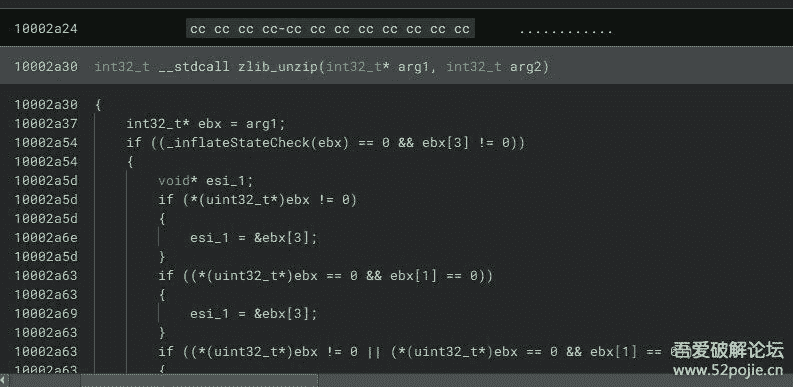 10002a24 cc cc cc cc-cc cc cc cc cc cc cc cc ............
10002a30 int32_t __stdcall zlib_unzip(int32_t* arg1, int32_t arg2)
10002a30 {
10002a37 int32_t* ebx = arg1;
10002a54 if ((_inflateStateCheck(ebx) == 0 && ebx[3] != 0))
10002a54 {
10002a5d void* esi_1;
10002a5d if (*(uint32_t*)ebx != 0)
10002a5d {
10002a6e esi_1 = &ebx[3];
10002a5d }
10002a63 if ((*(uint32_t*)ebx == 0 && ebx[1] == 0))
10002a63 {
10002a69 esi_1 = &ebx[3];
10002a63 }
10002a63 if ((*(uint32_t*)ebx != 0 || (*(uint32_t*)ebx == 0 && ebx[1] == 0
10002a63 {
吾爱破解论坛
www.52pojie.cn